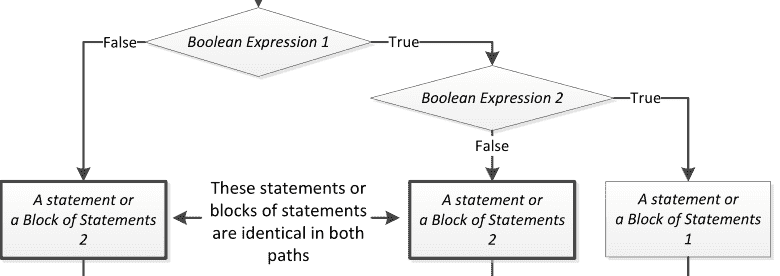 False
Boolean Expression 1
True
Boolean Expression 2
True
False
A statement or
a Block of Statements
2
These statements or
blocks of statements
are identical in both
paths
A statement or
a Block of Statements
2
A statement or
a Block of Statements
1